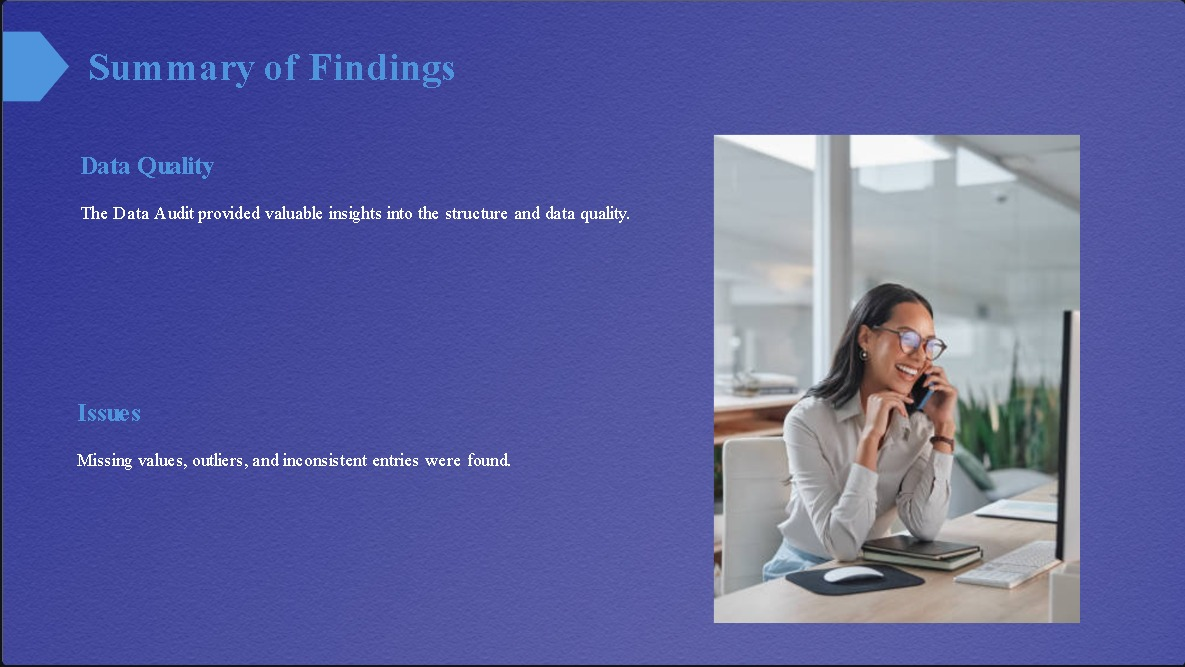 Summary of Findings
Data Quality
The Data Audit provided valuable insights into the structure and data quality.
Issues
Missing values, outliers, and inconsistent entries were found.